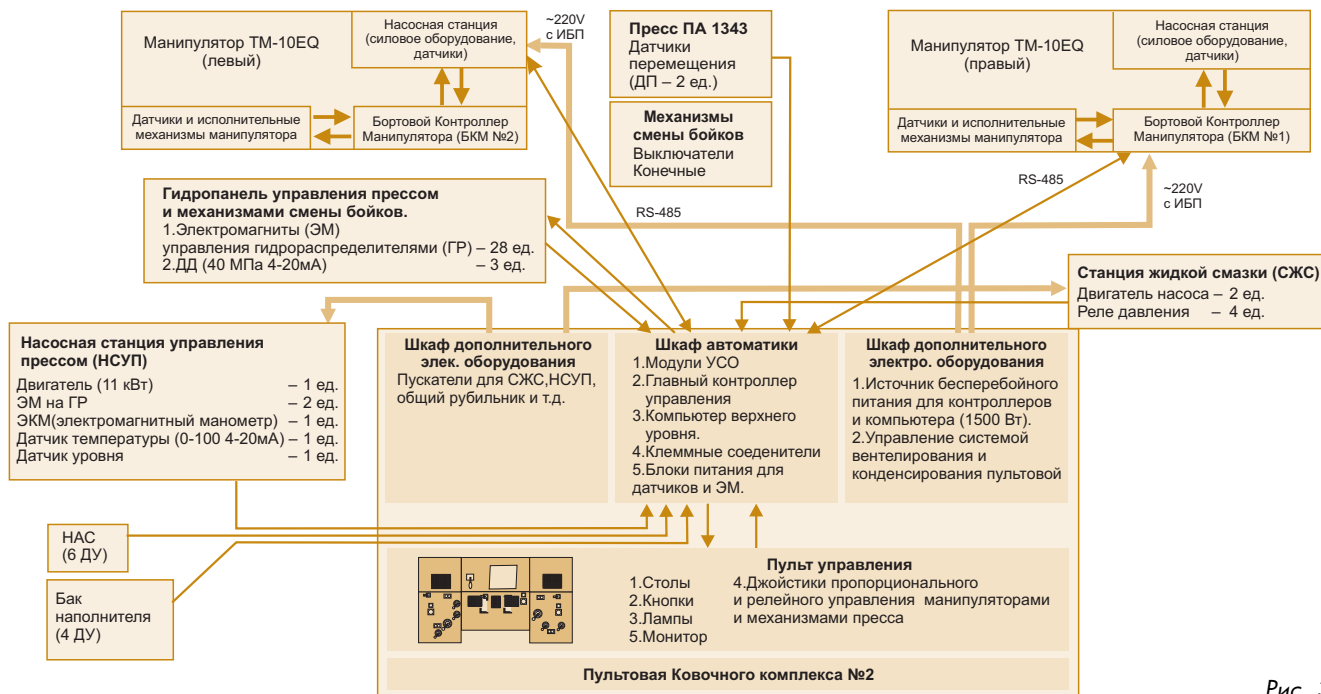 Манипулятор TM-10EQ
(левый)
Насосная станция
(силовое оборудование,
датчики)
Датчики и исполнительные
механизмы манипулятора
Бортовой Контроллер
Манипулятора (БКМ №2)
~220V
с ИБП
Пресс ПА 1343
Датчики
перемещения
(ДП – 2 ед.)
Механизмы
смены бойков
Выключатели
Конечные
Манипулятор TM-10EQ
(правый)
Насосная станция
(силовое оборудование,
датчики)
Датчики и исполнительные
механизмы манипулятора
Бортовой Контроллер
Манипулятора (БКМ №1)
RS-485
~220V
с ИБП
Гидропанель управления прессом
и механизмами смены бойков.
1.Электромагниты (ЭМ)
управления гидрораспределителями (ГР) – 28 ед.
2.ДД (40 МПа 4-20мА) – 3 ед.
RS-485
Станция жидкой смазки (СЖС)
Двигатель насоса – 2 ед.
Реле давления – 4 ед.
Насосная станция управления
прессом (НСУП)
Двигатель (11 кВт) – 1 ед.
ЭМ на ГР – 2 ед.
ЭКМ(электромагнитный манометр) – 1 ед.
Датчик температуры (0-100 4-20мА) – 1 ед.
Датчик уровня – 1 ед.
Шкаф дополнительного
элек. оборудования
Пускатели для СЖС,НСУП,
общий рубильник и т.д.
Шкаф автоматики
1.Модули УСО
2.Главный контроллер
управления
3.Компьютер верхнего
уровня.
4.Клеммные соеденители
5.Блоки питания для
датчиков и ЭМ.
Шкаф дополнительного
электро. оборудования
1.Источник бесперебойного
питания для контроллеров
и компьютера (1500 Вт).
2.Управление системой
вентелирования и
конденсирования пультовой
НАС
(6 ДУ)
Бак
наполнителя
(4 ДУ)
Пульт управления
1.Столы
2.Кнопки
3.Лампы
5.Монитор
4.Джойстики пропорционального
и релейного управления манипуляторами
и механизмами пресса
Пультовая Ковочного комплекса №2
Рис.